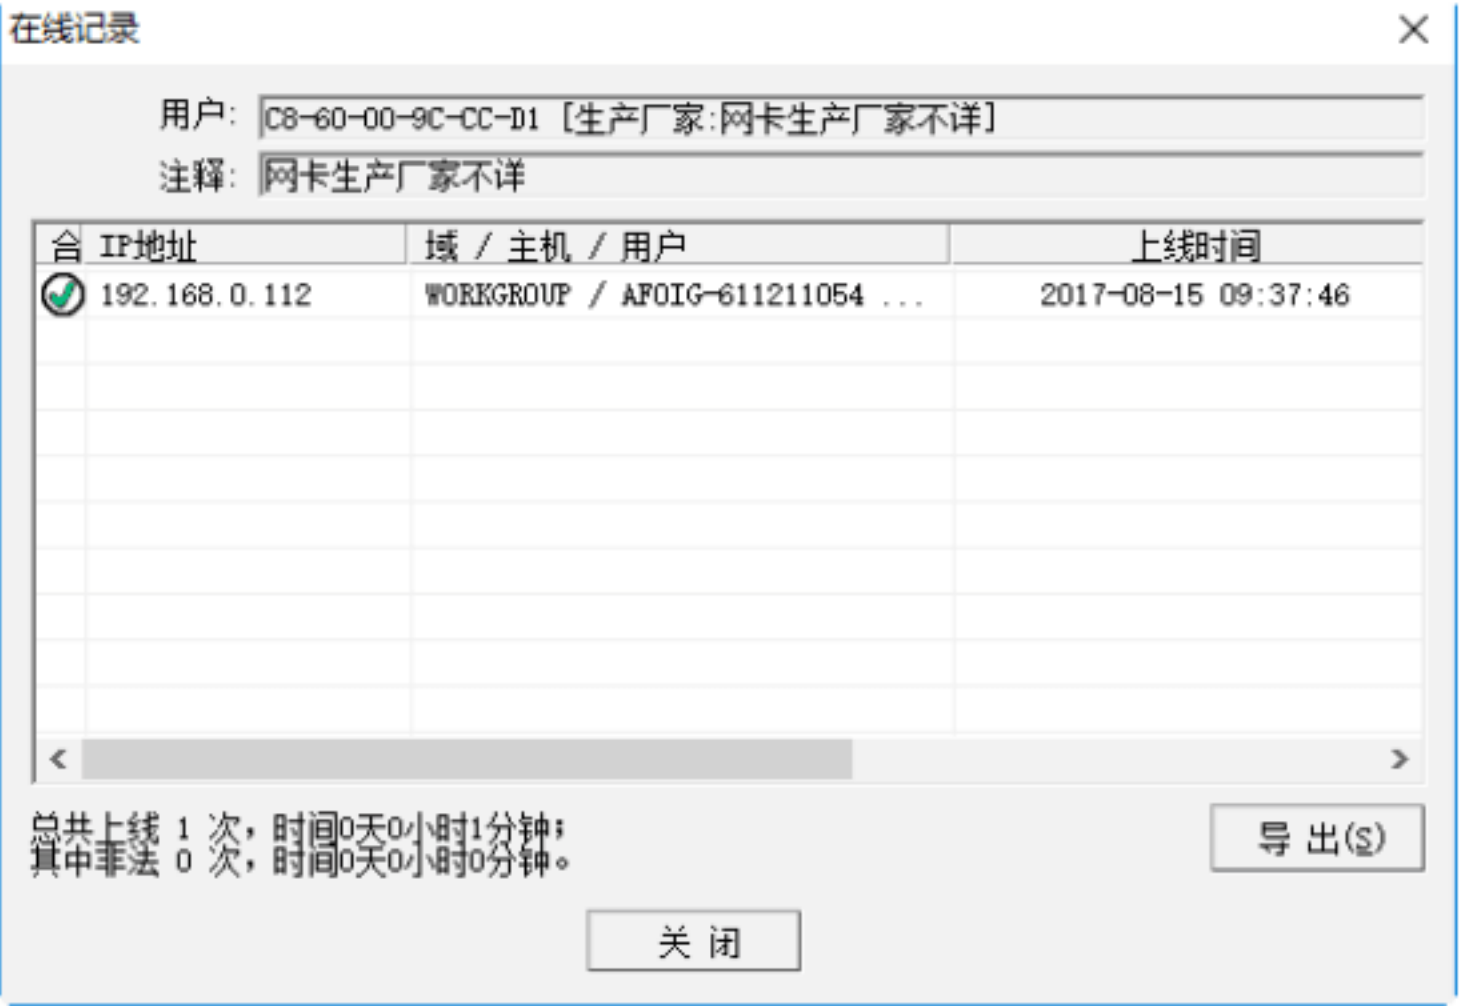 在线记录
用户: C8-60-00-9C-CC-D1 [生产厂家:网卡生产厂家不详]
注释: 网卡生产厂家不详
合 IP地址 域 / 主机 / 用户 上线时间
192.168.0.112 WORKGROUP / AFOIG-611211054 ... 2017-08-15 09:37:46
总共上线 1 次，时间0天0小时1分钟；
其中非法 0 次，时间0天0小时0分钟。
导 出(S)
关 闭